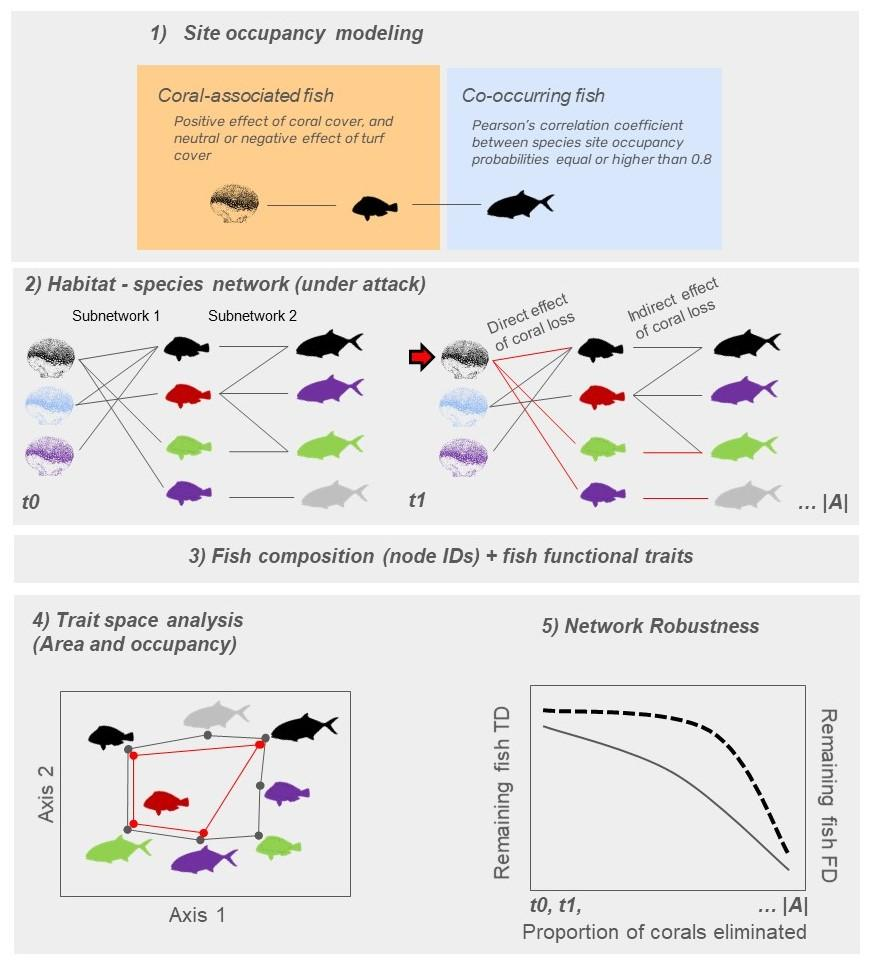 1) Site occupancy modeling
Coral-associated fish
Positive effect of coral cover, and
neutral or negative effect of turf
cover
Co-occurring fish
Pearson's correlation coefficient
between species site occupancy
probabilities equal or higher than 0.8
2) Habitat - species network (under attack)
Subnetwork 1
Subnetwork 2
Direct effect
of coral loss
Indirect effect
of coral loss
t0
t1
... |A|
3) Fish composition (node IDs) + fish functional traits
4) Trait space analysis
(Area and occupancy)
Axis 2
Axis 1
5) Network Robustness
Remaining fish TD
Remaining fish FD
t0, t1,
... |A|
Proportion of corals eliminated